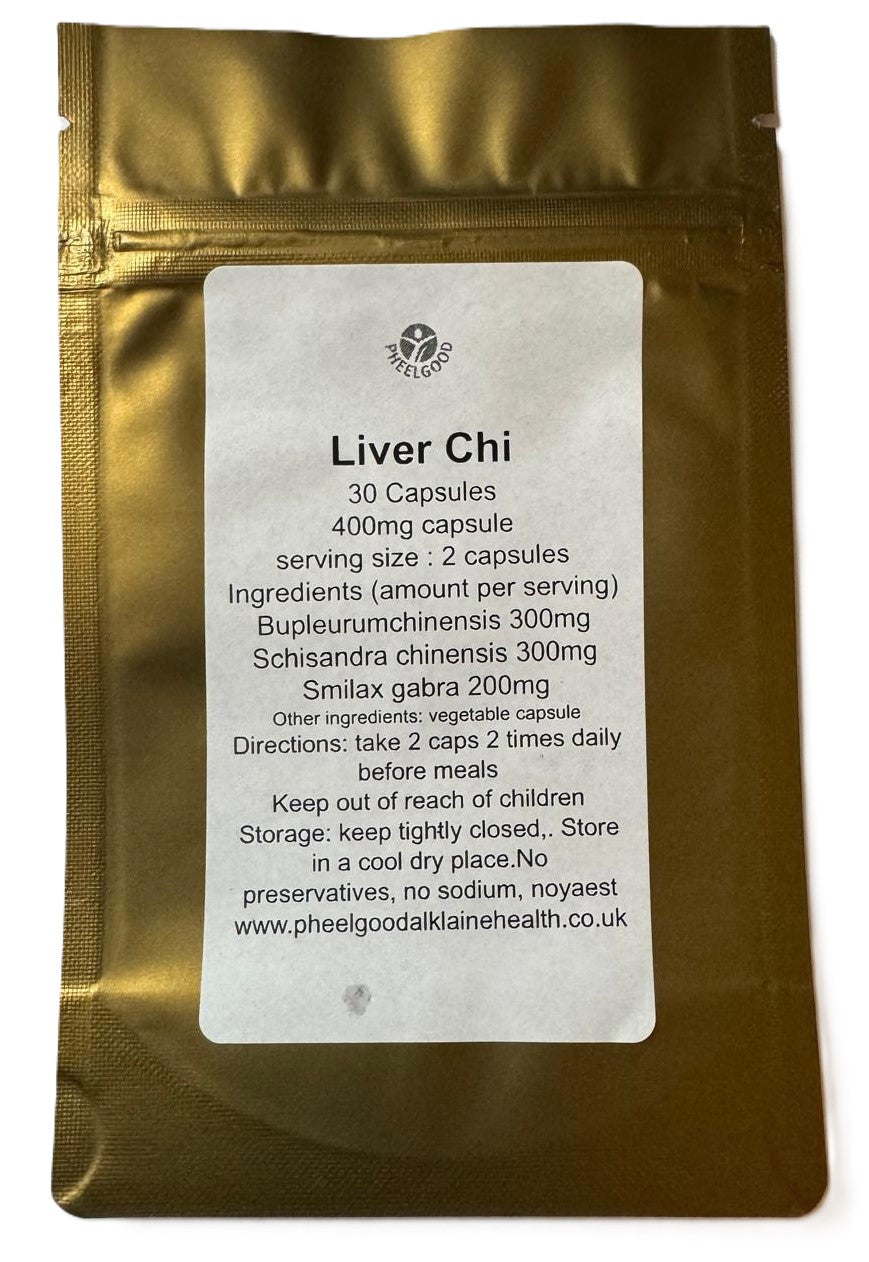 PHEELGOOD
Liver Chi
30 Capsules
400mg capsule
serving size : 2 capsules
Ingredients (amount per serving)
Bupleurumchinensis 300mg
Schisandra chinensis 300mg
Smilax gabra 200mg
Other ingredients: vegetable capsule
Directions: take 2 caps 2 times daily
before meals
Keep out of reach of children
Storage: keep tightly closed,. Store
in a cool dry place.No
preservatives, no sodium, noyaest
www.pheelgoodalklainehealth.co.uk